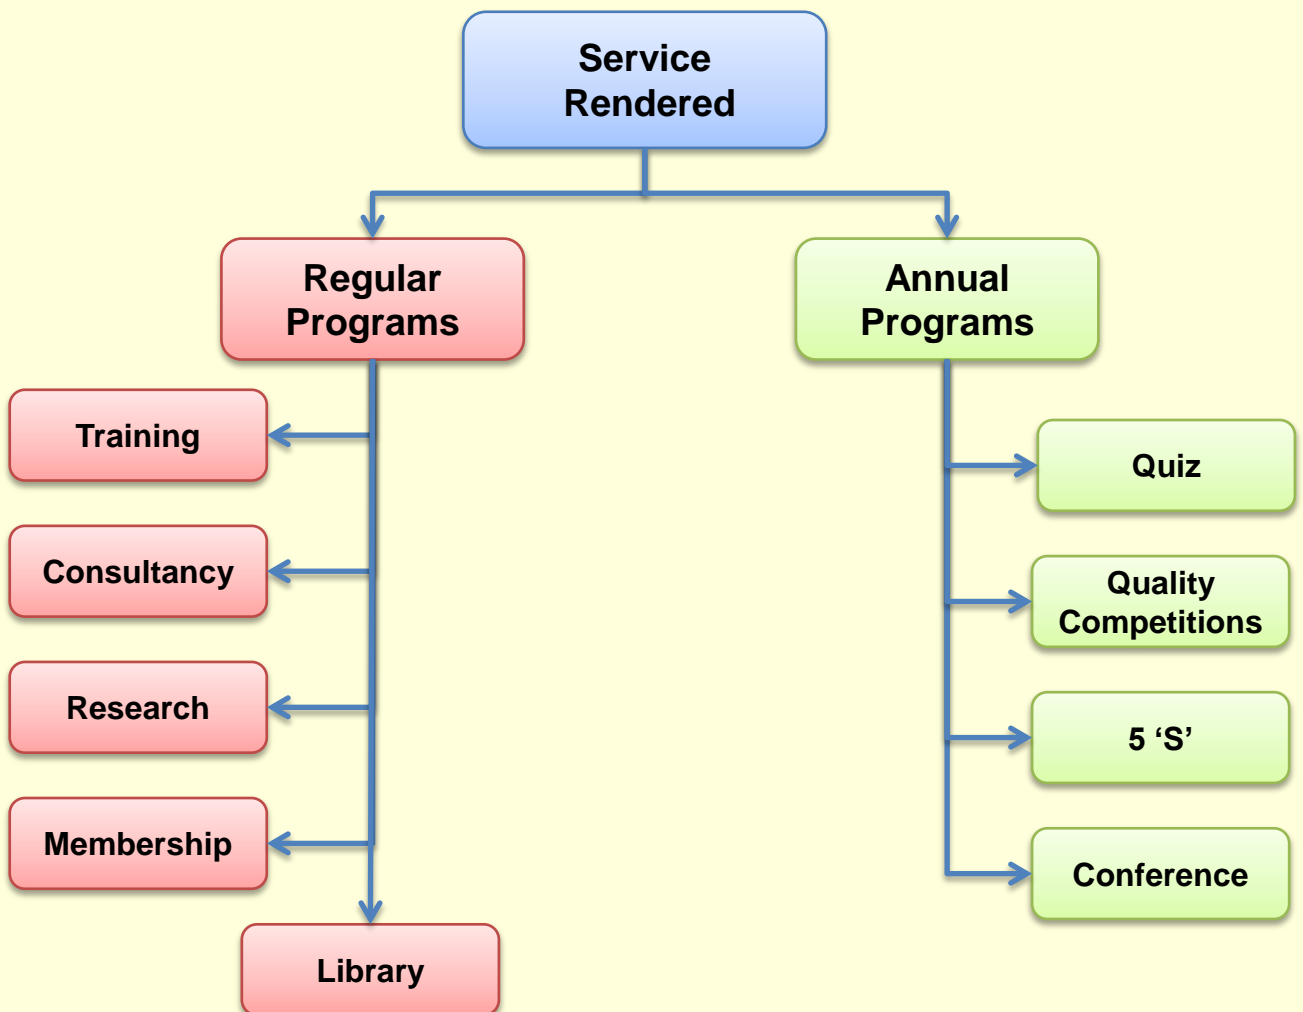 Service
Rendered
Regular
Programs
Annual
Programs
Training
Consultancy
Research
Membership
Library
Quiz
Quality
Competitions
5 ‘S’
Conference